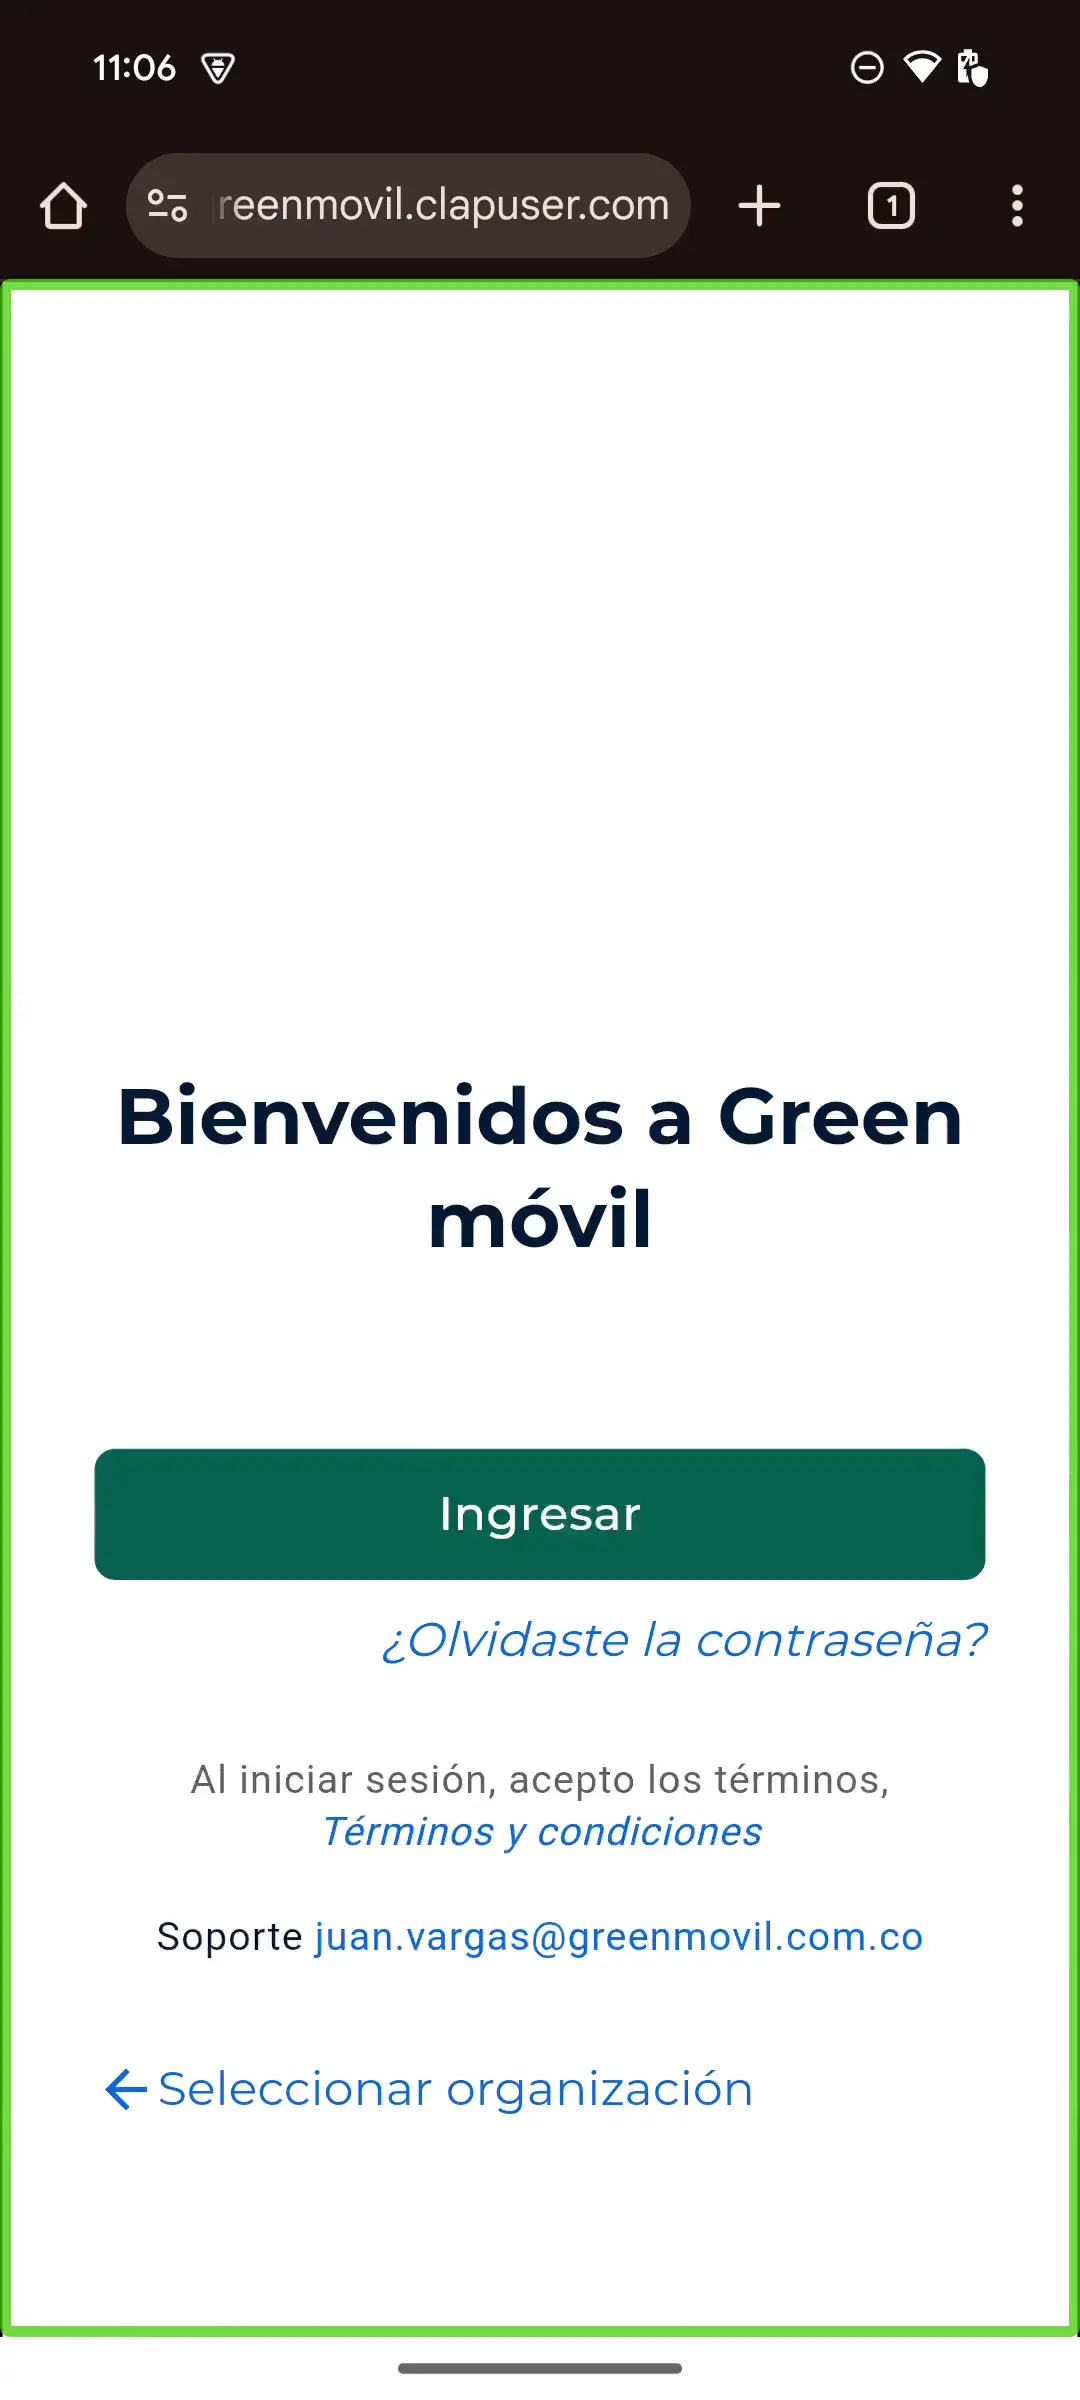 11:06
reenmovil.clapuser.com
1
Bienvenidos a Green
móvil
Ingresar
¿Olvidaste la contraseña?
Al iniciar sesión, acepto los términos,
Términos y condiciones
Soporte juan.vargas@greenmovil.com.co
Seleccionar organización